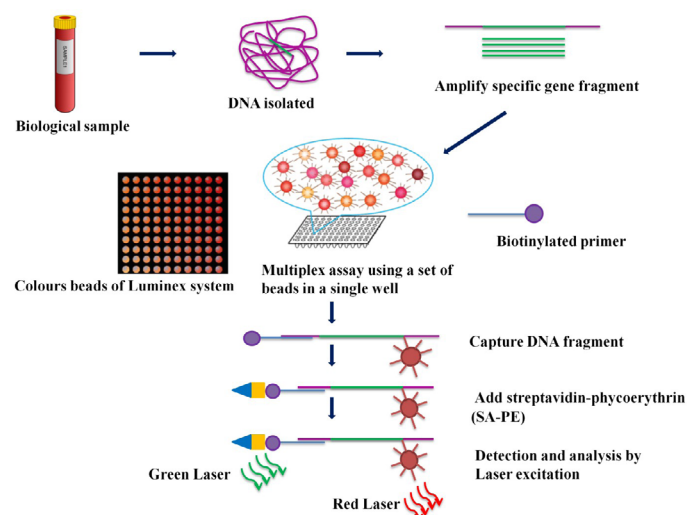 SAMPLE1
Biological sample
DNA isolated
Amplify specific gene fragment
Biotinylated primer
Colours beads of Luminex system
Multiplex assay using a set of
beads in a single well
Capture DNA fragment
Add streptavidin-phycoerythrin
(SA-PE)
Detection and analysis by
Laser excitation
Green Laser
Red Laser